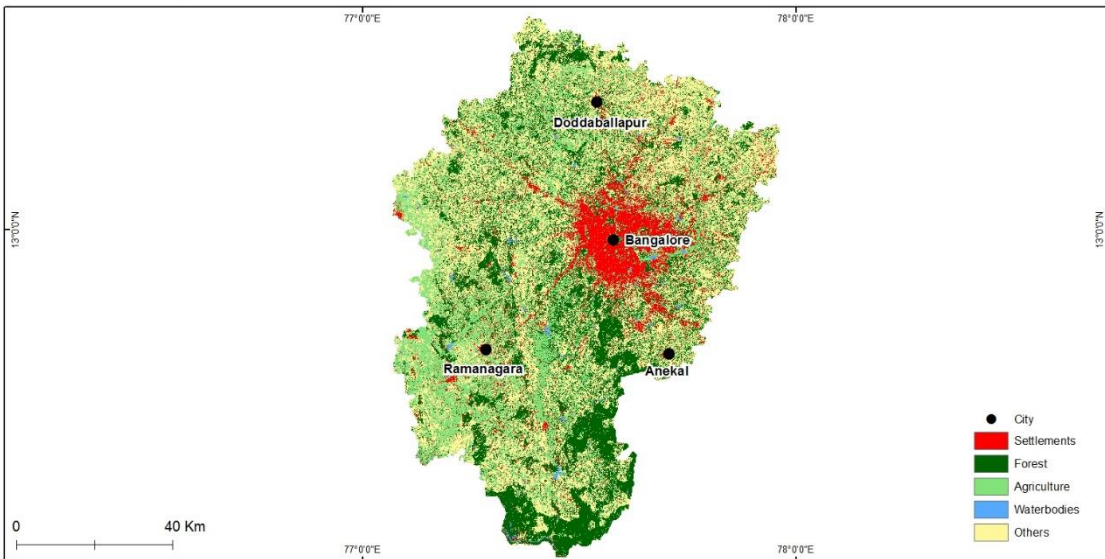 77°0'0"E
78°0'0"E
Doddaballapur
13°0'0"N
Bangalore
13°0'0"N
Ramanagara
Anekal
City
Settlements
Forest
Agriculture
Waterbodies
Others
0
40 Km
77°0'0"E
78°0'0"E